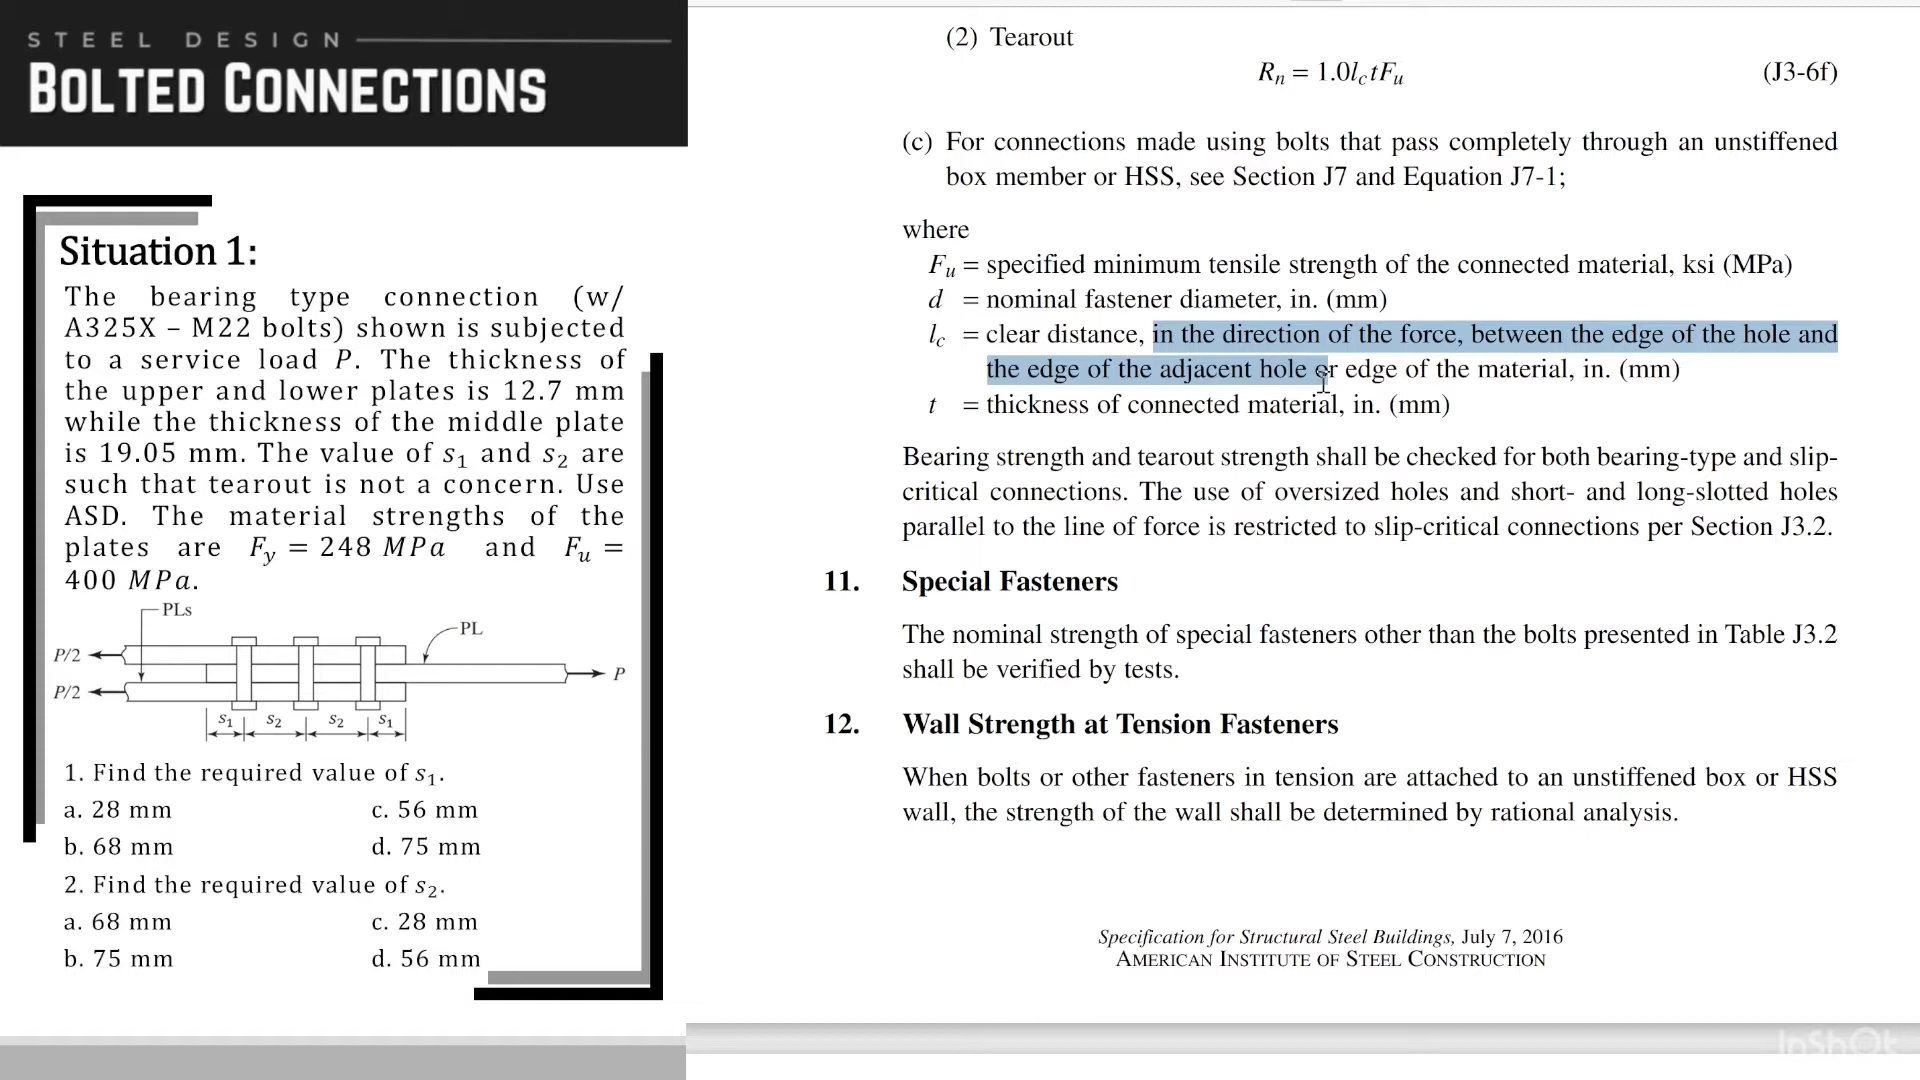 STEEL DESIGN
BOLTED CONNECTIONS
Situation 1:
The bearing type connection (w/
A325X – M22 bolts) shown is subjected
to a service load P. The thickness of
the upper and lower plates is 12.7 mm
while the thickness of the middle plate
is 19.05 mm. The value of s₁ and s₂ are
such that tearout is not a concern. Use
ASD. The material strengths of the
plates are Fy = 248 MPa and Fu =
400 MPa.
PLs
PL
P/2
P
P/2
s₁ s₂ s₂ s₁
1. Find the required value of s₁.
a. 28 mm c. 56 mm
b. 68 mm d. 75 mm
2. Find the required value of s₂.
a. 68 mm c. 28 mm
b. 75 mm d. 56 mm
(2) Tearout
Rn = 1.0lctFu (J3-6f)
(c) For connections made using bolts that pass completely through an unstiffened
box member or HSS, see Section J7 and Equation J7-1;
where
Fu = specified minimum tensile strength of the connected material, ksi (MPa)
d = nominal fastener diameter, in. (mm)
lc = clear distance, in the direction of the force, between the edge of the hole and
the edge of the adjacent hole or edge of the material, in. (mm)
t = thickness of connected material, in. (mm)
Bearing strength and tearout strength shall be checked for both bearing-type and slip-
critical connections. The use of oversized holes and short- and long-slotted holes
parallel to the line of force is restricted to slip-critical connections per Section J3.2.
11. Special Fasteners
The nominal strength of special fasteners other than the bolts presented in Table J3.2
shall be verified by tests.
12. Wall Strength at Tension Fasteners
When bolts or other fasteners in tension are attached to an unstiffened box or HSS
wall, the strength of the wall shall be determined by rational analysis.
Specification for Structural Steel Buildings, July 7, 2016
AMERICAN INSTITUTE OF STEEL CONSTRUCTION
InShOt